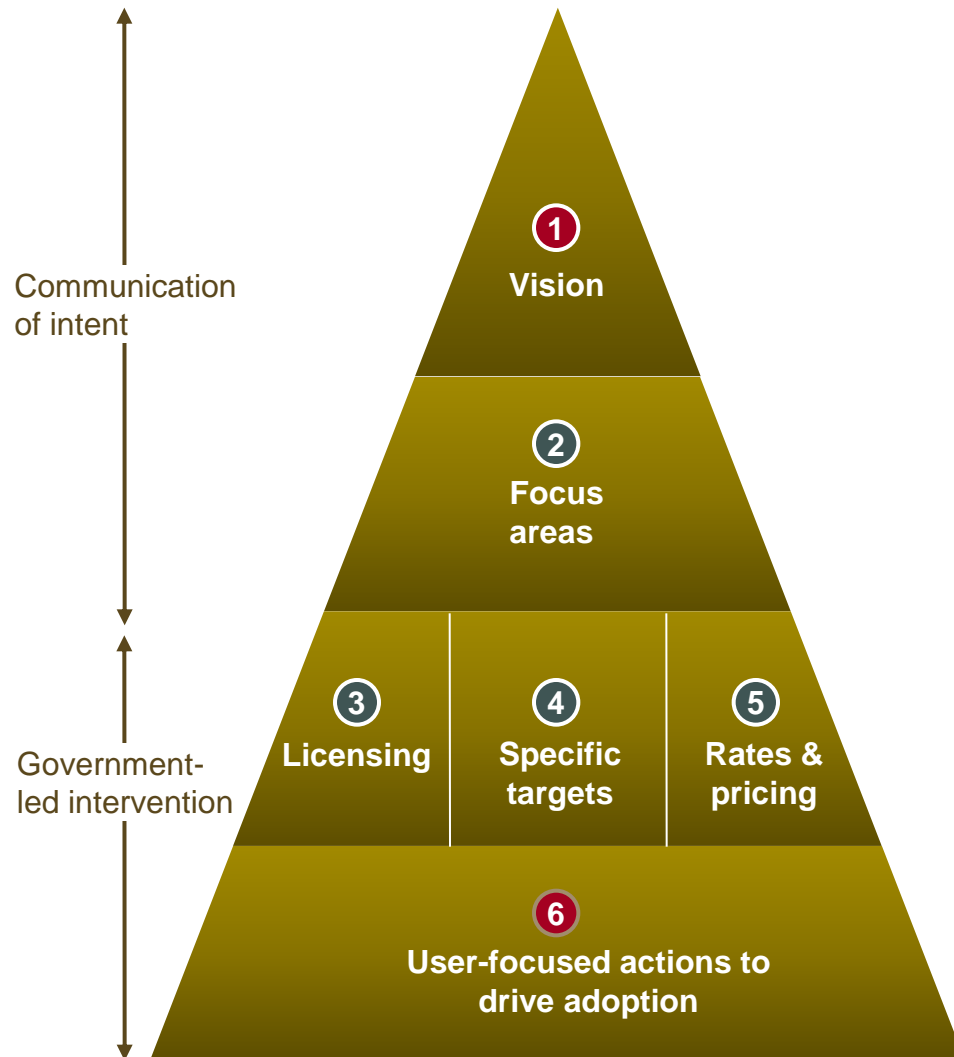 1
Vision
Communication
of intent
2
Focus
areas
3
Licensing
4
Specific
targets
5
Rates &
pricing
Government-
led intervention
6
User-focused actions to
drive adoption